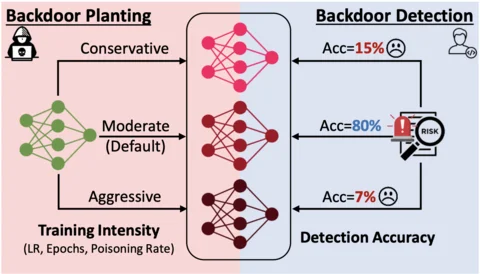 Backdoor Planting
Backdoor Detection
Conservative
Acc=15%
Moderate
(Default)
Acc=80%
RISK
</>
Aggressive
Acc=7%
Training Intensity
(LR, Epochs, Poisoning Rate)
Detection Accuracy